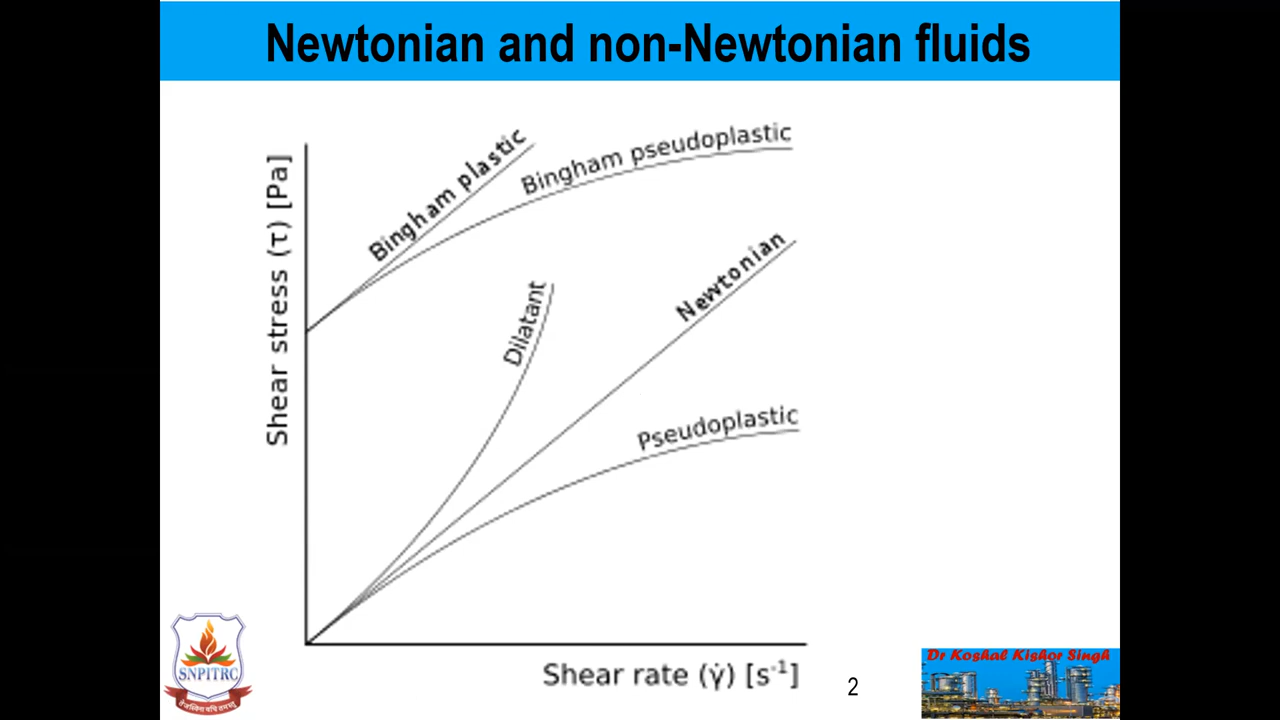 Newtonian and non-Newtonian fluids
Shear stress (τ) [Pa]
Bingham plastic
Bingham pseudoplastic
Dilatant
Newtonian
Pseudoplastic
Shear rate (γ̇) [s⁻¹]
2
SNPITRC
Dr Koshal Kishor Singh